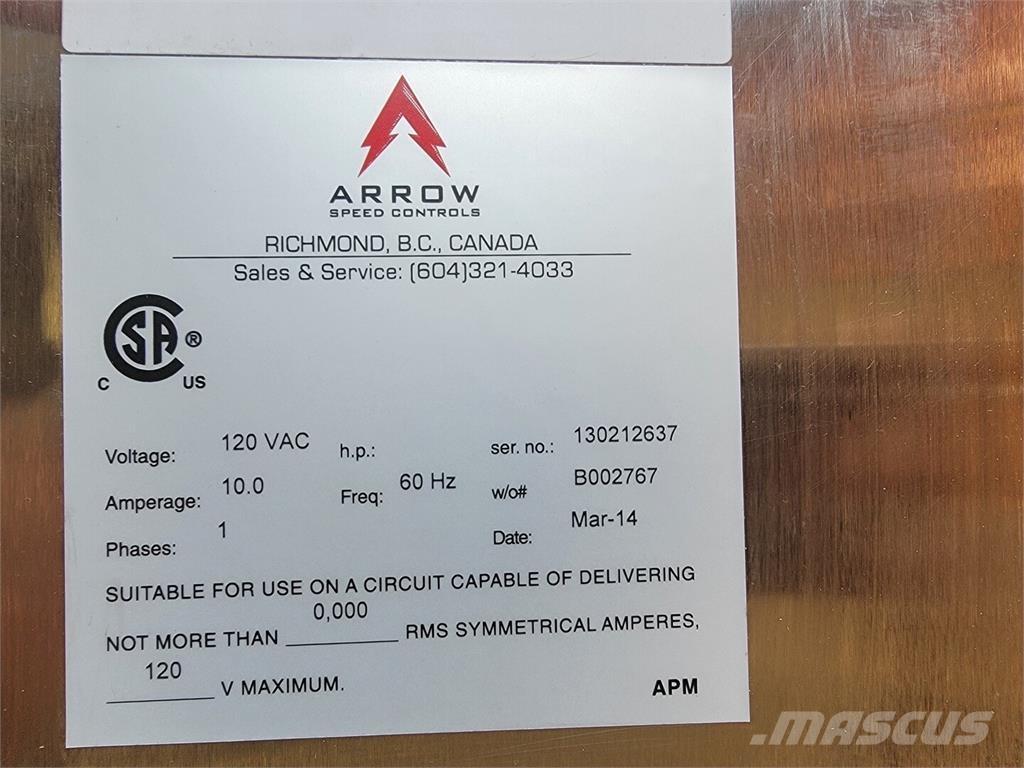 ARROW
SPEED CONTROLS
RICHMOND, B.C., CANADA
Sales & Service: (604)321-4033
CSA ®
C US
Voltage: 120 VAC h.p.: ser. no.: 130212637
Amperage: 10.0 Freq: 60 Hz w/o# B002767
Phases: 1 Date: Mar-14
SUITABLE FOR USE ON A CIRCUIT CAPABLE OF DELIVERING
NOT MORE THAN 0,000 RMS SYMMETRICAL AMPERES,
120 V MAXIMUM. APM
MASCUS